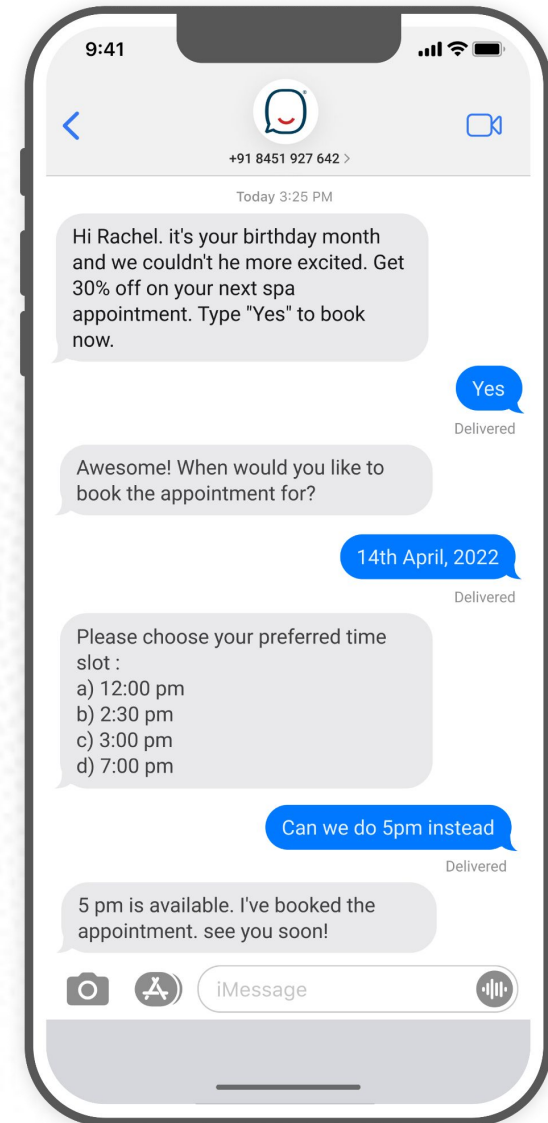 9:41
+91 8451 927 642 >
Today 3:25 PM
Hi Rachel. it's your birthday month
and we couldn't he more excited. Get
30% off on your next spa
appointment. Type "Yes" to book
now.
Yes
Delivered
Awesome! When would you like to
book the appointment for?
14th April, 2022
Delivered
Please choose your preferred time
slot :
a) 12:00 pm
b) 2:30 pm
c) 3:00 pm
d) 7:00 pm
Can we do 5pm instead
Delivered
5 pm is available. I've booked the
appointment. see you soon!
iMessage